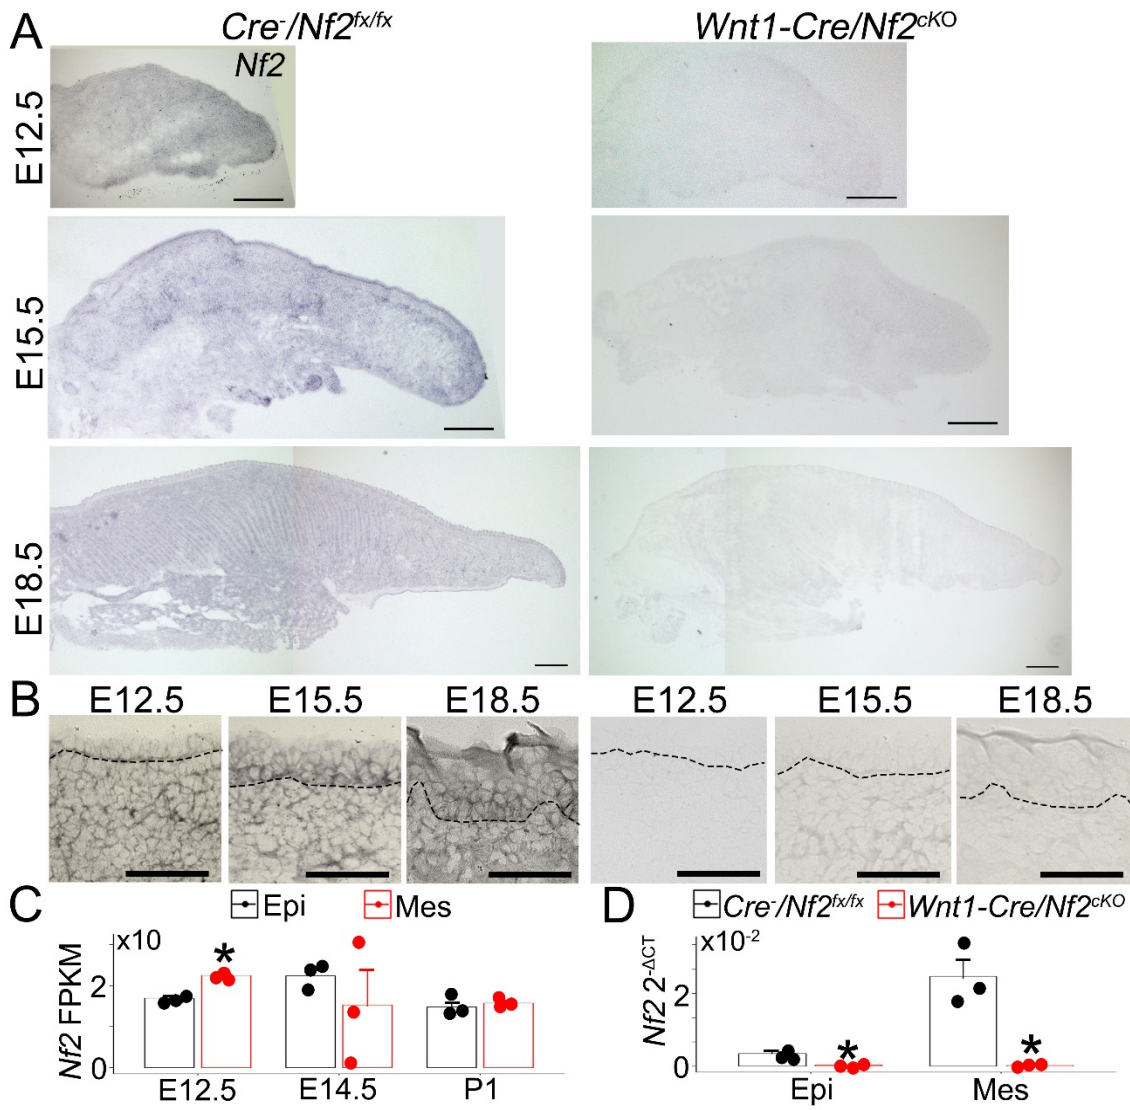 A
Cre-/Nf2fx/fx
Wnt1-Cre/Nf2cKO
Nf2
E12.5
E15.5
E18.5
B
E12.5
E15.5
E18.5
E12.5
E15.5
E18.5
C
Epi
Mes
x10
*
Nf2 FPKM
2
0
E12.5
E14.5
P1
D
Cre-/Nf2fx/fx
Wnt1-Cre/Nf2cKO
x10-2
Nf2 2-ΔCT
2
0
*
*
Epi
Mes